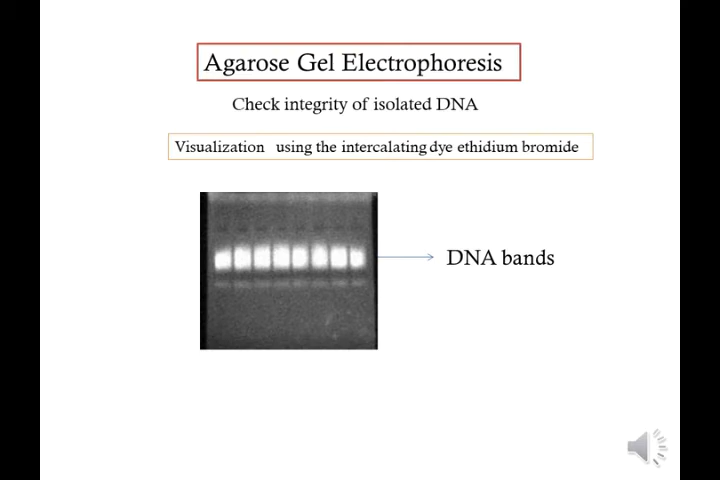 Agarose Gel Electrophoresis
Check integrity of isolated DNA
Visualization using the intercalating dye ethidium bromide
DNA bands